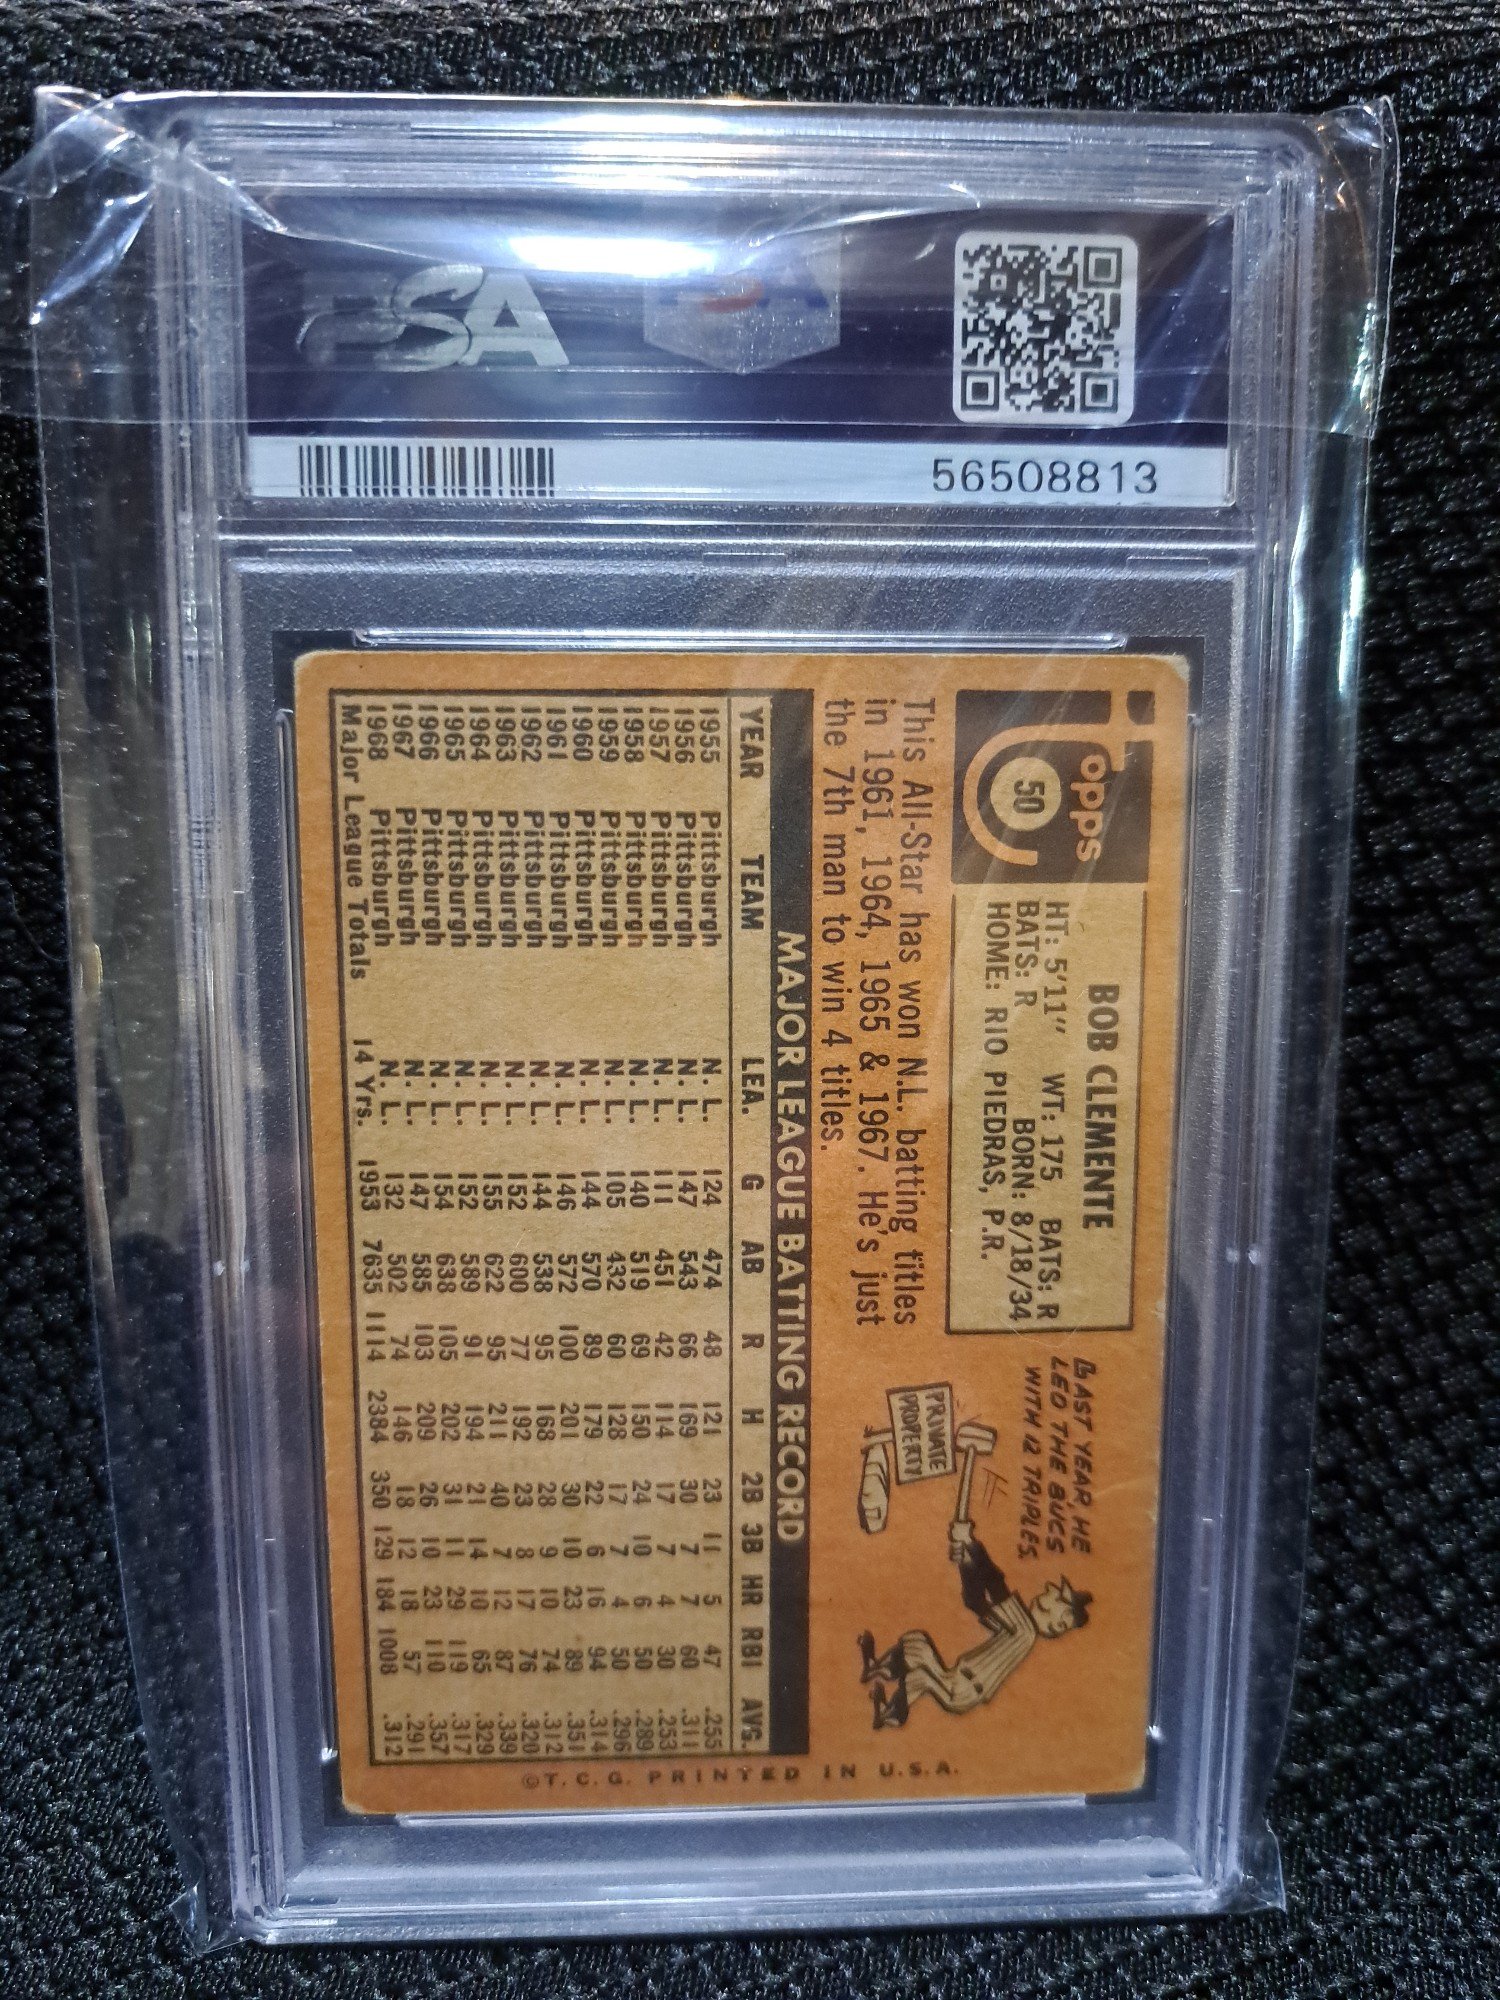 PSA
56508813
Topps
50
BOB CLEMENTE
HT: 5'11" WT: 175 BATS: R
BATS: R BORN: 8/18/34
HOME: RIO PIEDRAS, P.R.
LAST YEAR, HE
LED THE BUCS
WITH 12 TRIPLES.
PRIVATE
PROPERTY
This All-Star has won N.L. batting titles
in 1961, 1964, 1965 & 1967. He's just
the 7th man to win 4 titles.
MAJOR LEAGUE BATTING RECORD
YEAR TEAM LEA. G AB R H 2B 3B HR RBI AVG.
1955 Pittsburgh N. L. 124 474 48 121 23 11 5 47 .255
1956 Pittsburgh N. L. 147 543 66 169 30 7 7 60 .311
1957 Pittsburgh N. L. 111 451 42 114 17 7 4 30 .253
1958 Pittsburgh N. L. 140 519 69 150 24 10 6 50 .289
1959 Pittsburgh N. L. 105 432 60 128 17 7 4 50 .296
1960 Pittsburgh N. L. 144 570 89 179 22 6 16 94 .314
1961 Pittsburgh N. L. 146 572 100 201 30 10 23 89 .351
1962 Pittsburgh N. L. 144 538 95 168 28 9 10 74 .312
1963 Pittsburgh N. L. 152 600 77 192 23 8 17 76 .320
1964 Pittsburgh N. L. 155 622 95 211 40 7 12 87 .339
1965 Pittsburgh N. L. 152 589 91 194 21 14 10 65 .329
1966 Pittsburgh N. L. 154 638 105 202 31 11 29 119 .317
1967 Pittsburgh N. L. 147 585 103 209 26 10 23 110 .357
1968 Pittsburgh N. L. 132 502 74 146 18 12 18 57 .291
Major League Totals 14 Yrs. 1953 7635 1114 2384 350 129 184 1008 .312
©T. C. G. PRINTED IN U.S.A.